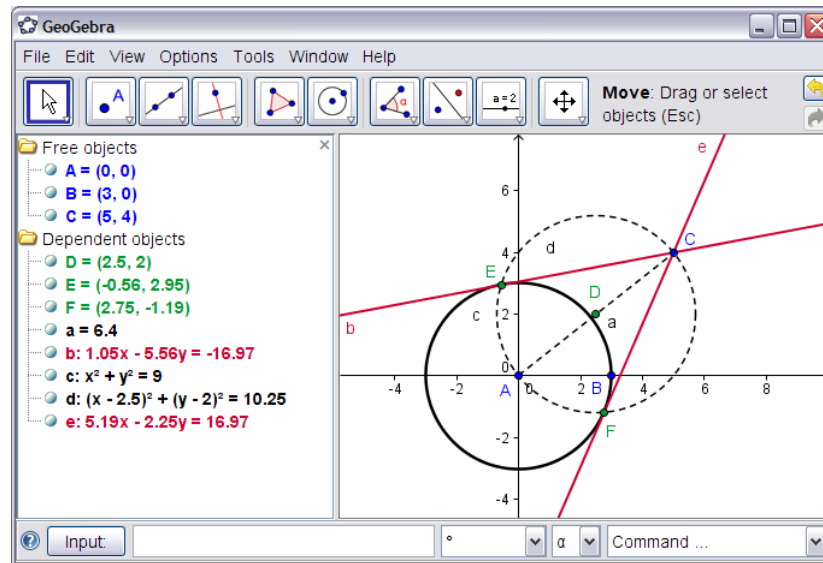 GeoGebra
File Edit View Options Tools Window Help
A
α
a=2
Move: Drag or select
objects (Esc)
Free objects
A = (0, 0)
B = (3, 0)
C = (5, 4)
Dependent objects
D = (2.5, 2)
E = (-0.56, 2.95)
F = (2.75, -1.19)
a = 6.4
b: 1.05x - 5.56y = -16.97
c: x² + y² = 9
d: (x - 2.5)² + (y - 2)² = 10.25
e: 5.19x - 2.25y = 16.97
e
6
d
C
4
E
D
c
2
a
b
0
A
B
-4 -2 0 2 4 6 8
F
-2
-4
Input:
° α Command ...